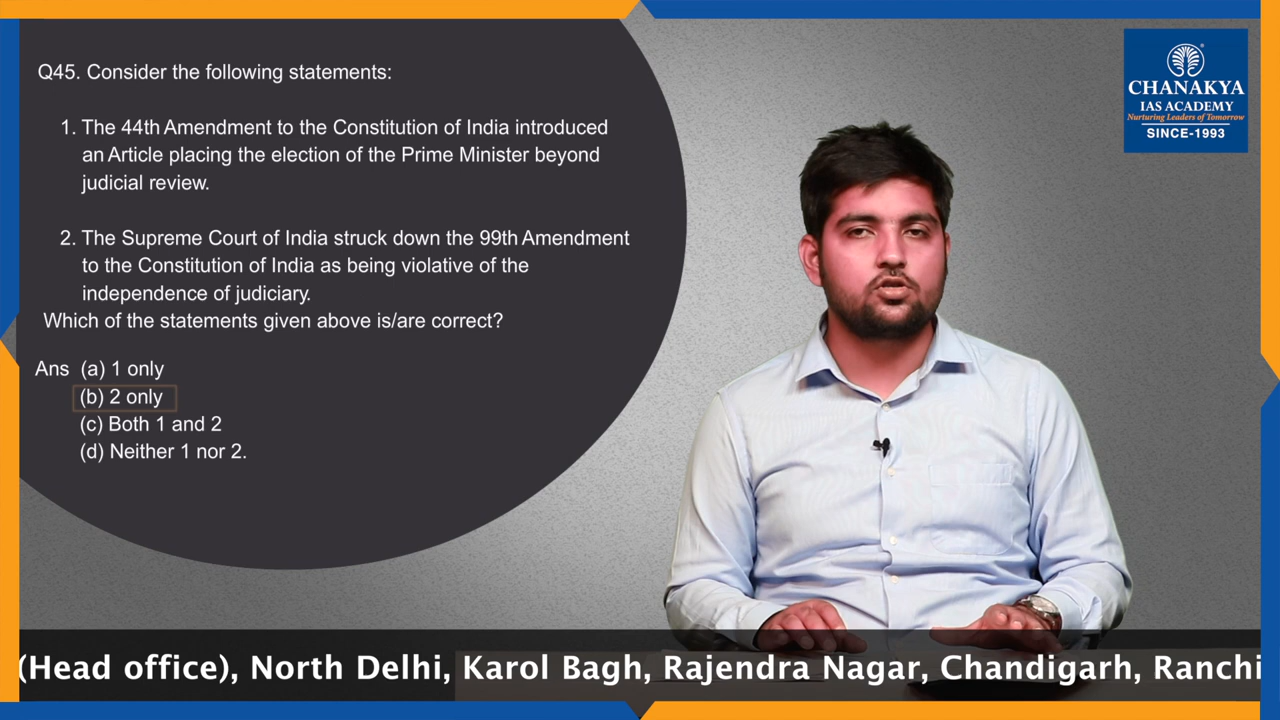 Q45. Consider the following statements:
1. The 44th Amendment to the Constitution of India introduced
an Article placing the election of the Prime Minister beyond
judicial review.
2. The Supreme Court of India struck down the 99th Amendment
to the Constitution of India as being violative of the
independence of judiciary.
Which of the statements given above is/are correct?
Ans (a) 1 only
(b) 2 only
(c) Both 1 and 2
(d) Neither 1 nor 2.
CHANAKYA
IAS ACADEMY
Nurturing Leaders of Tomorrow
SINCE-1993
(Head office), North Delhi, Karol Bagh, Rajendra Nagar, Chandigarh, Ranchi